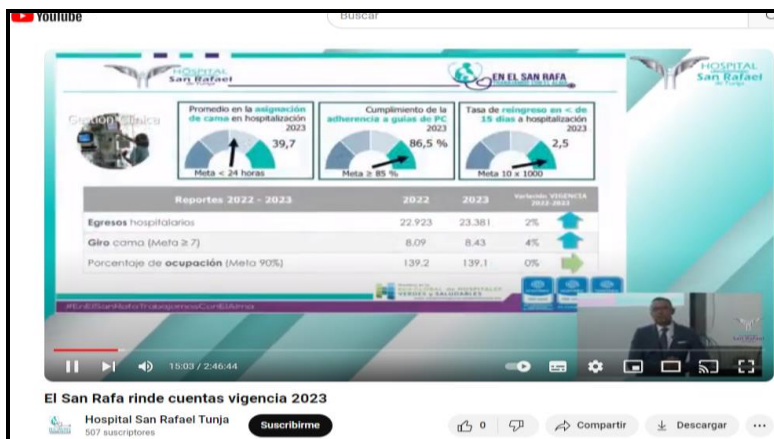 YouTube
Buscar
HOSPITAL
San Rafael
de Tunja
EN EL SAN RAFA
HOSPITAL
San Rafael
de Tunja
Gestión Clínica
Promedio en la asignación
de cama en hospitalización
2023
39,7
Meta < 24 horas
Cumplimiento de la
adherencia a guías de PC
2023
86,5 %
Meta ≥ 85 %
Tasa de reingreso en < de
15 días a hospitalización
2023
2,5
Meta 10 x 1000
Reportes 2022 - 2023 2022 2023 Variación VIGENCIA
2022-2023
Egresos hospitalarios 22.923 23.381 2%
Giro cama (Meta ≥ 7) 8.09 8,43 4%
Porcentaje de ocupación (Meta 90%) 139,2 139,1 0%
#EnElSanRafaTrabajamosConElAlma
15:03 / 2:46:44
El San Rafa rinde cuentas vigencia 2023
Hospital San Rafael Tunja
507 suscriptores
Suscribirme
0
Compartir
Descargar